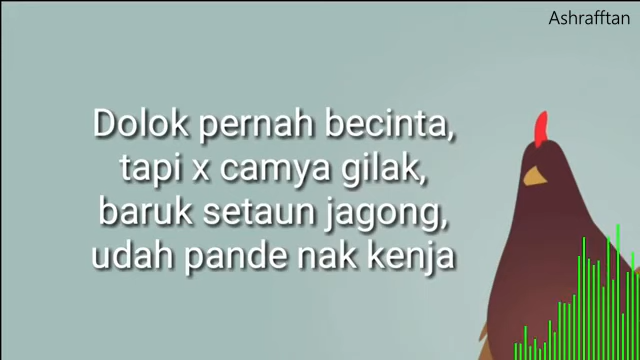 Ashrafftan
Dolok pernah becinta,
tapi x camya gilak,
baruk setaun jagong,
udah pande nak kenja